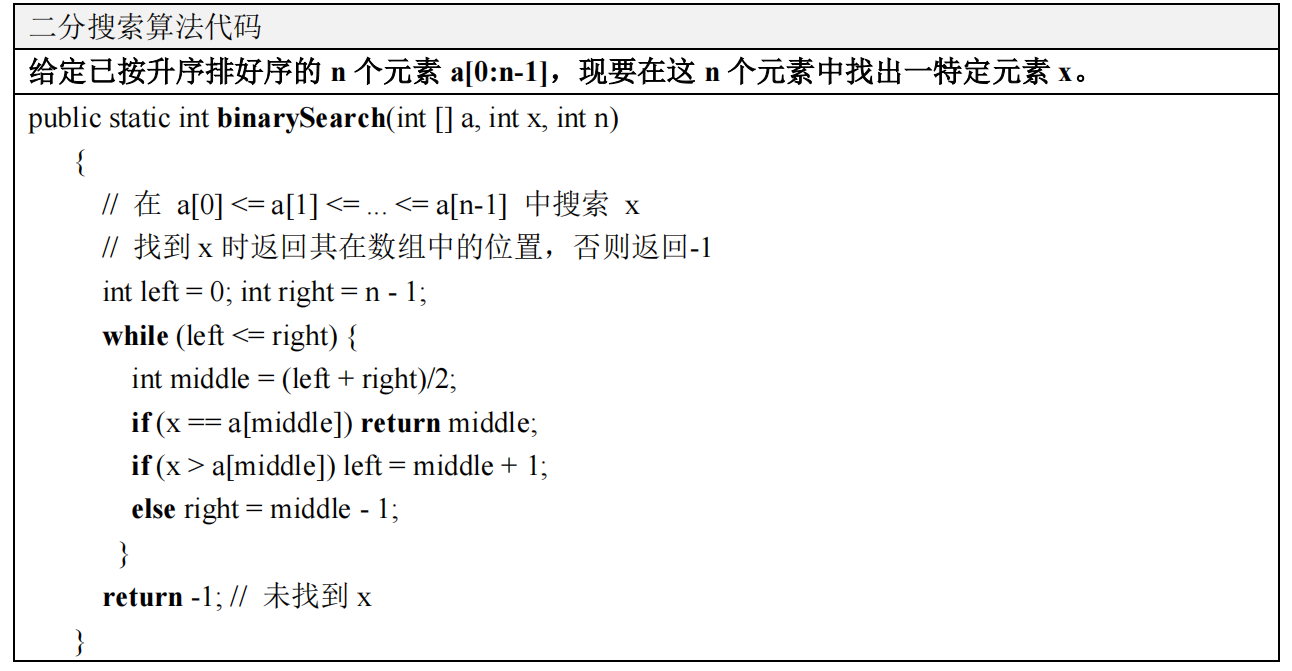 二分搜索算法代码
给定已按升序排好序的 n 个元素 a[0:n-1]，现要在这 n 个元素中找出一特定元素 x。
public static int binarySearch(int [] a, int x, int n)
{
// 在 a[0] <= a[1] <= ... <= a[n-1] 中搜索 x
// 找到 x 时返回其在数组中的位置，否则返回-1
int left = 0; int right = n - 1;
while (left <= right) {
int middle = (left + right)/2;
if (x == a[middle]) return middle;
if (x > a[middle]) left = middle + 1;
else right = middle - 1;
}
return -1; // 未找到 x
}